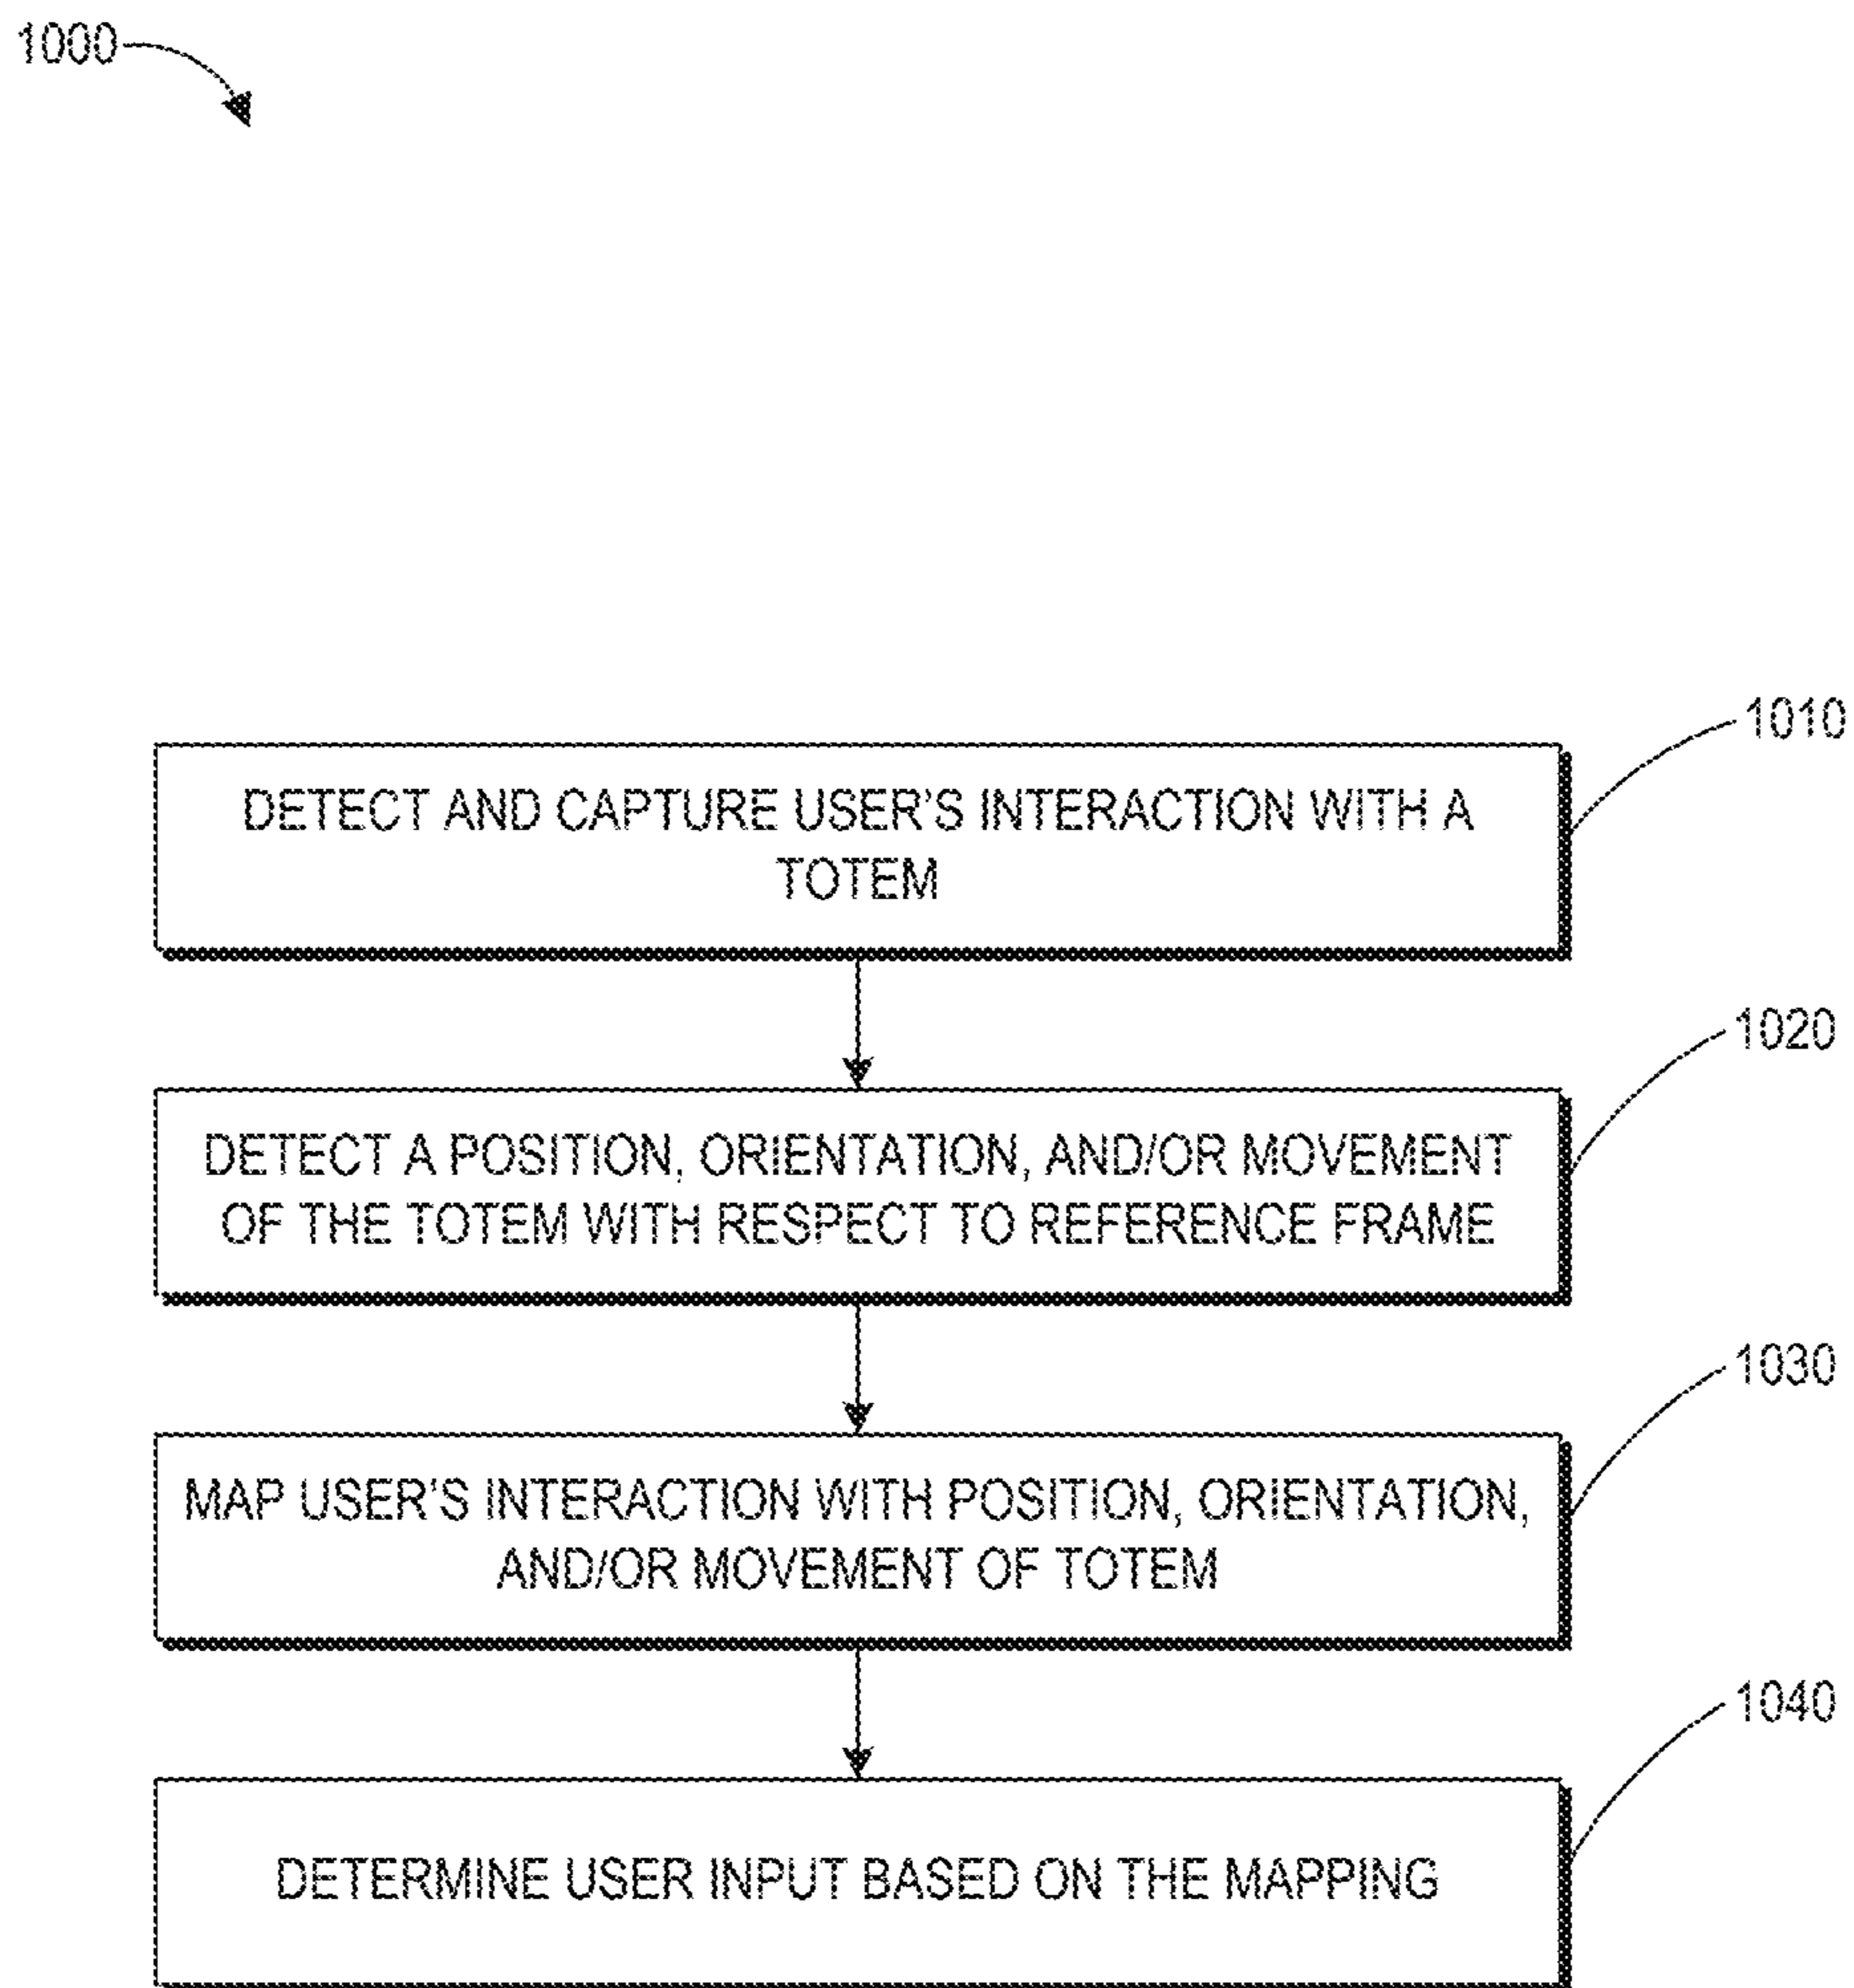 1000
1010
DETECT AND CAPTURE USER'S INTERACTION WITH A
TOTEM
1020
DETECT A POSITION, ORIENTATION, AND/OR MOVEMENT
OF THE TOTEM WITH RESPECT TO REFERENCE FRAME
1030
MAP USER'S INTERACTION WITH POSITION, ORIENTATION,
AND/OR MOVEMENT OF TOTEM
1040
DETERMINE USER INPUT BASED ON THE MAPPING